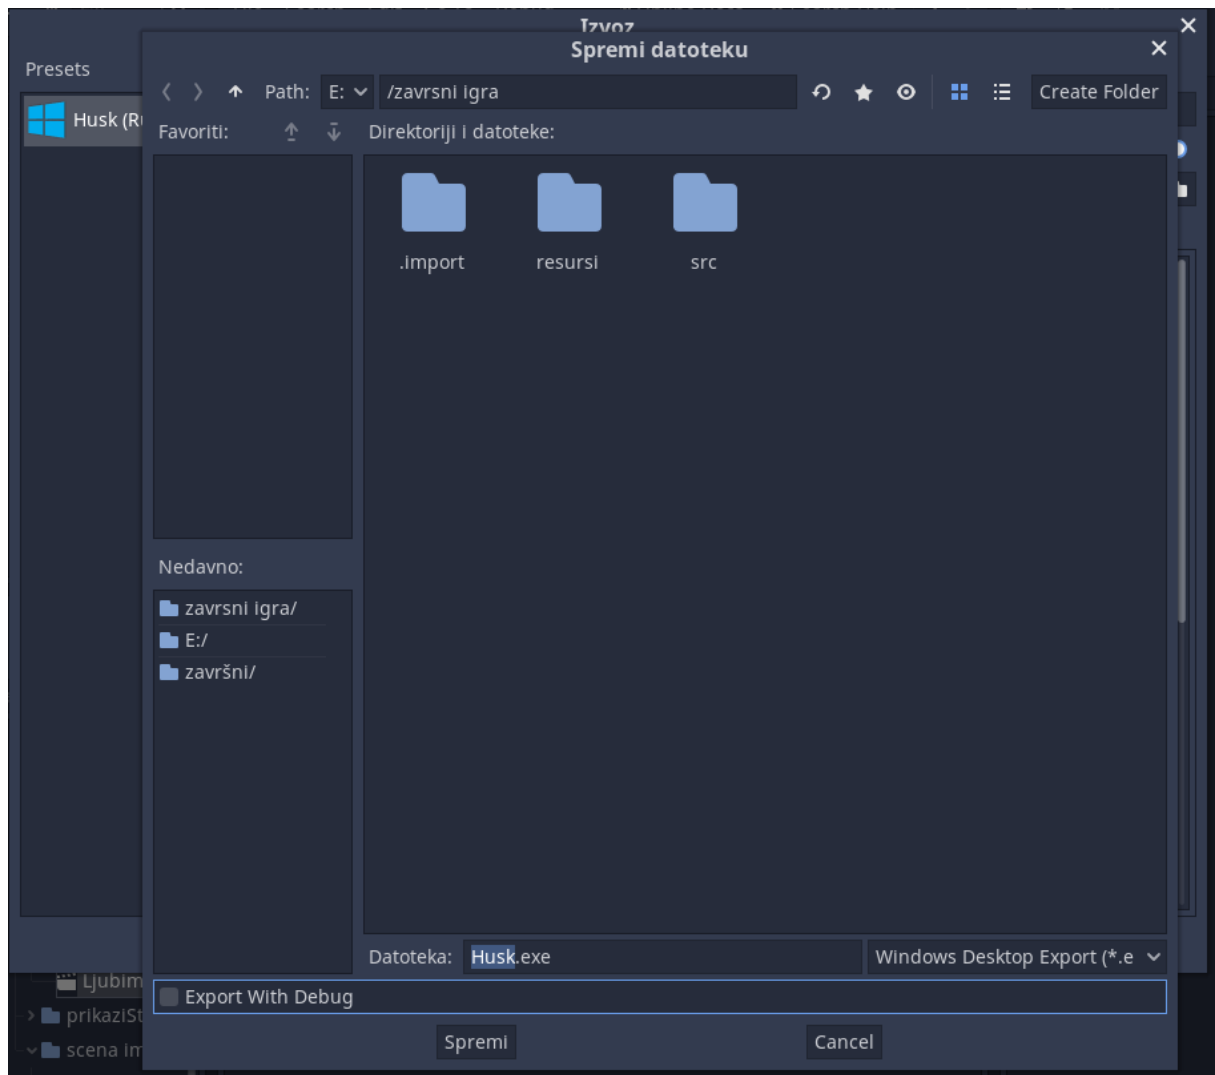 Izvoz
Spremi datoteku
Presets
Path: E: /zavrsni igra Create Folder
Husk (Ru
Favoriti: Direktoriji i datoteke:
.import resursi src
Nedavno:
zavrsni igra/
E:/
završni/
Datoteka: Husk.exe Windows Desktop Export (*.e
Ljubim
Export With Debug
prikaziSt
Spremi Cancel
scena im